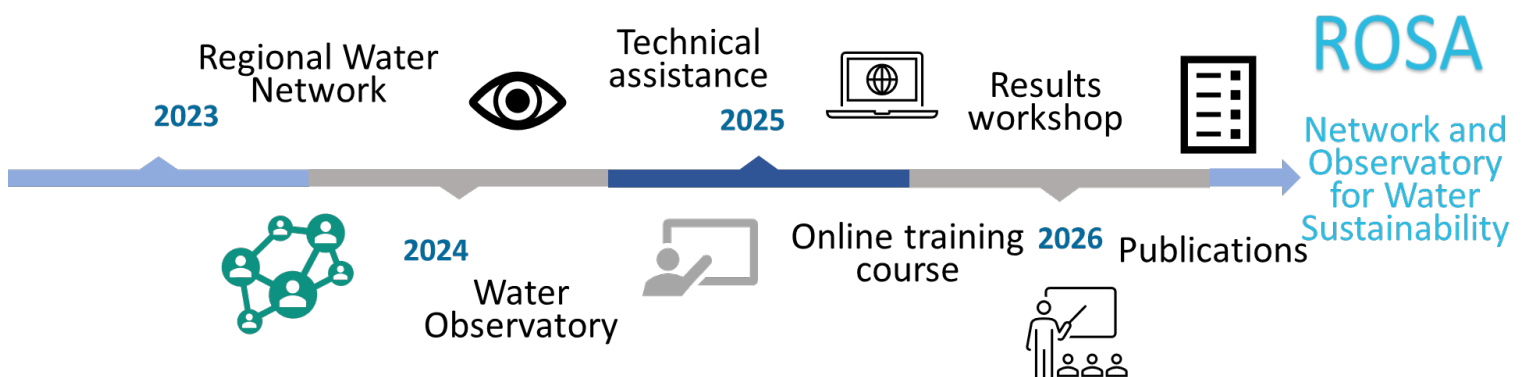 Regional Water
Network
2023
Technical
assistance
2025
Results
workshop
ROSA
Network and
Observatory
for Water
Sustainability
2024
Water
Observatory
Online training
course
2026
Publications